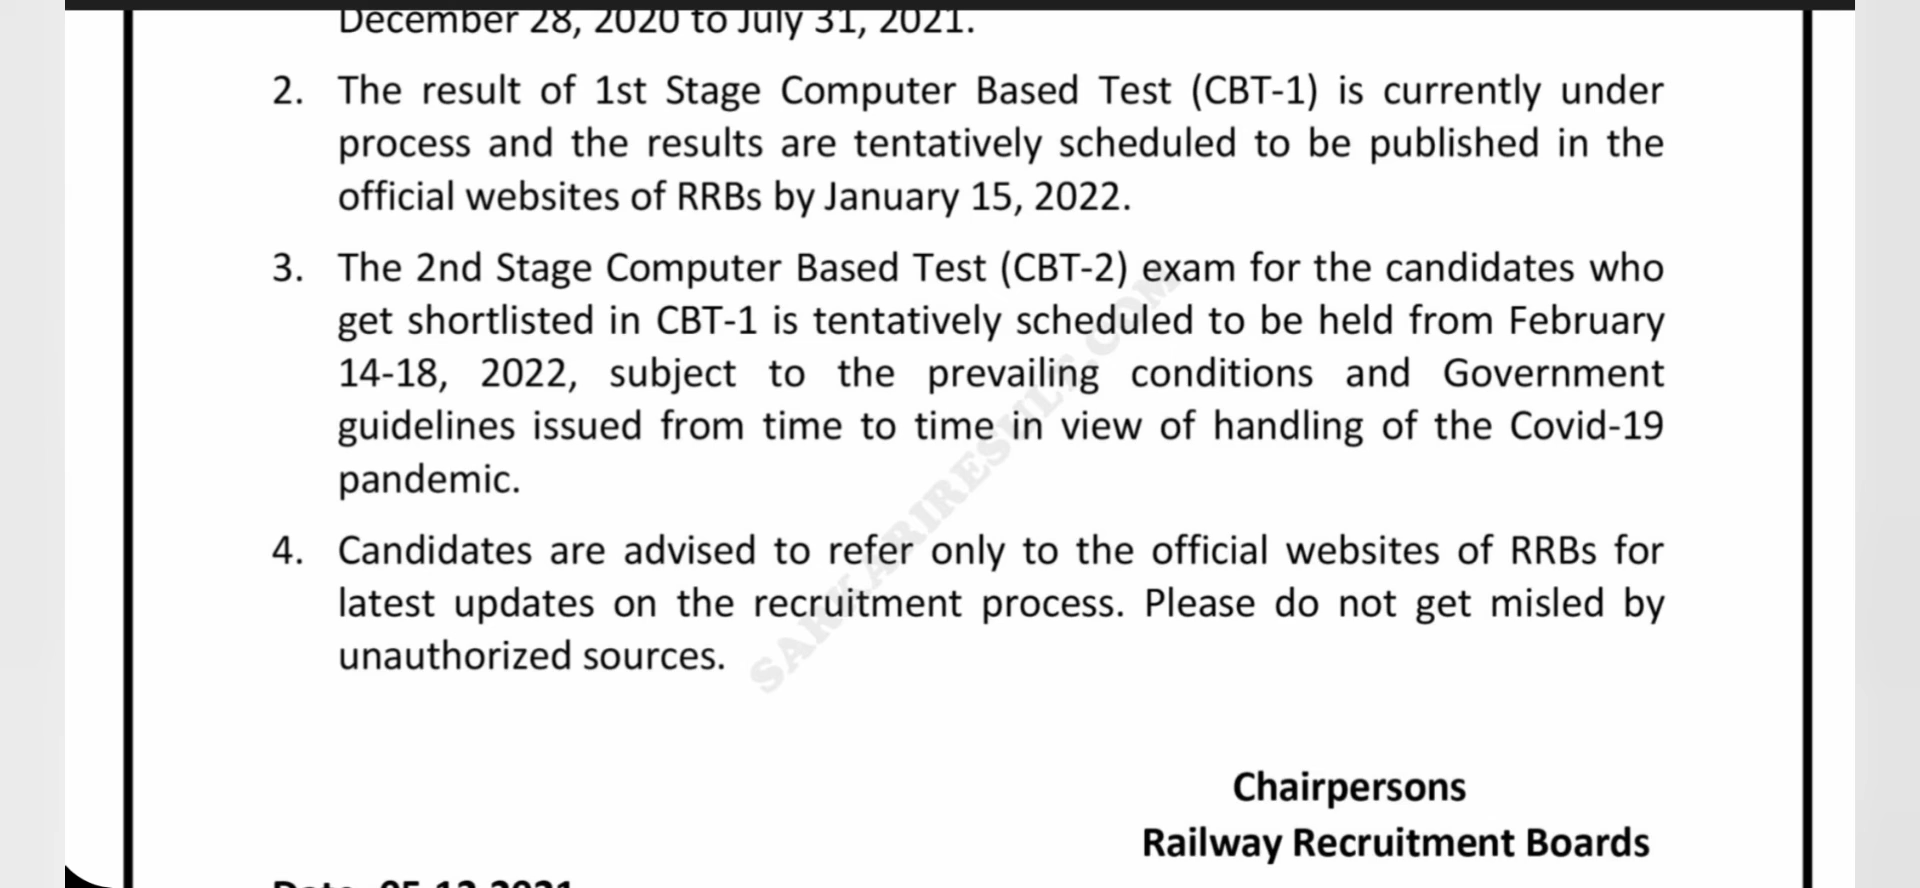 December 28, 2020 to July 31, 2021.
2. The result of 1st Stage Computer Based Test (CBT-1) is currently under
process and the results are tentatively scheduled to be published in the
official websites of RRBs by January 15, 2022.
3. The 2nd Stage Computer Based Test (CBT-2) exam for the candidates who
get shortlisted in CBT-1 is tentatively scheduled to be held from February
14-18, 2022, subject to the prevailing conditions and Government
guidelines issued from time to time in view of handling of the Covid-19
pandemic.
4. Candidates are advised to refer only to the official websites of RRBs for
latest updates on the recruitment process. Please do not get misled by
unauthorized sources.
SARKARIRESULT.COM
Chairpersons
Railway Recruitment Boards
Date: 05-12-2021